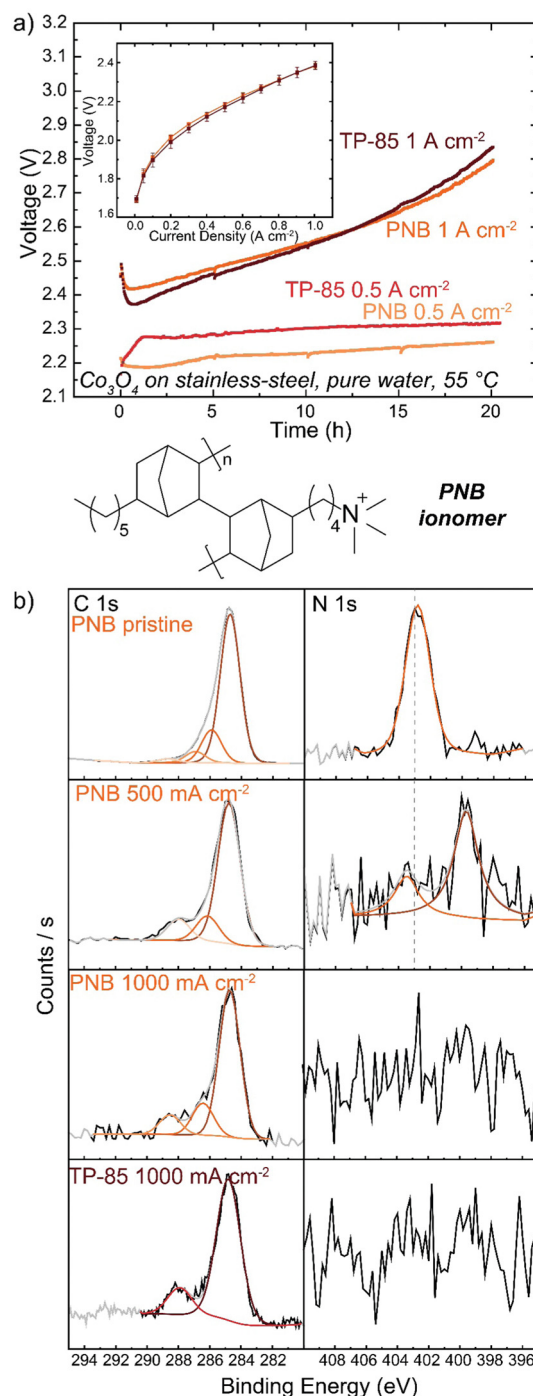 a)
3.2
3.1
3.0
2.9
2.8
2.7
2.6
2.5
2.4
2.3
2.2
2.1
Voltage (V)
2.4
2.2
2.0
1.8
1.6
Voltage (V)
0.0 0.2 0.4 0.6 0.8 1.0
Current Density (A cm⁻²)
TP-85 1 A cm⁻²
PNB 1 A cm⁻²
TP-85 0.5 A cm⁻²
PNB 0.5 A cm⁻²
Co₃O₄ on stainless-steel, pure water, 55 °C
0 5 10 15 20
Time (h)
n
5
4
N
+
PNB
ionomer
b)
C 1s
N 1s
PNB pristine
PNB 500 mA cm⁻²
PNB 1000 mA cm⁻²
TP-85 1000 mA cm⁻²
Counts / s
294 292 290 288 286 284 282
408 406 404 402 400 398 396
Binding Energy (eV)